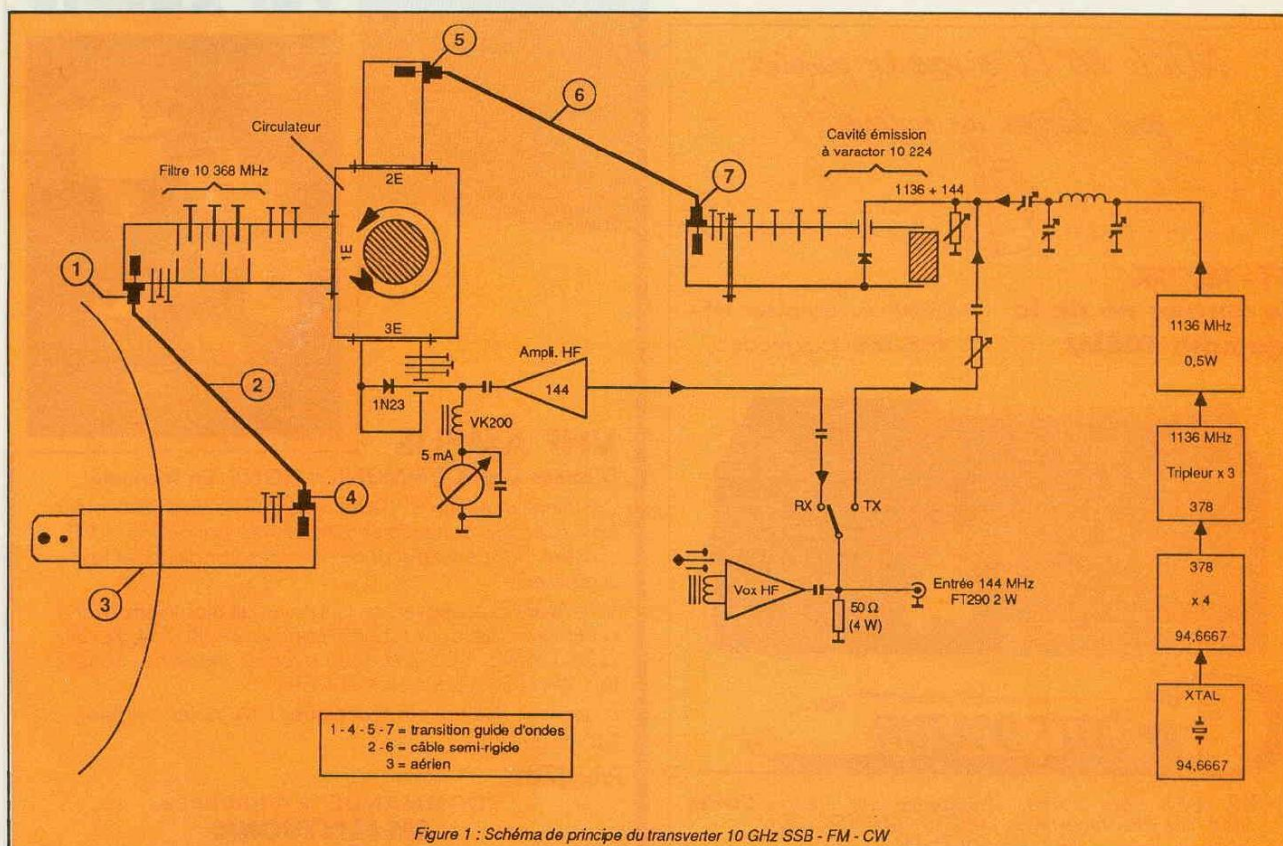 5
6
Circulateur
Cavité émission
à varactor 10 224
Filtre 10 368 MHz
2E
7
1136 + 144
1E
1
3E
Ampli. HF
144
1136 MHz
0,5W
2
1N23
VK200
5 mA
1136 MHz
Tripleur x 3
378
4
RX
TX
3
Vox HF
Entrée 144 MHz
FT290 2 W
50 Ω
(4 W)
378
x 4
94,6667
XTAL
94,6667
1 - 4 - 5 - 7 = transition guide d'ondes
2 - 6 = câble semi-rigide
3 = aérien
Figure 1 : Schéma de principe du transverter 10 GHz SSB - FM - CW